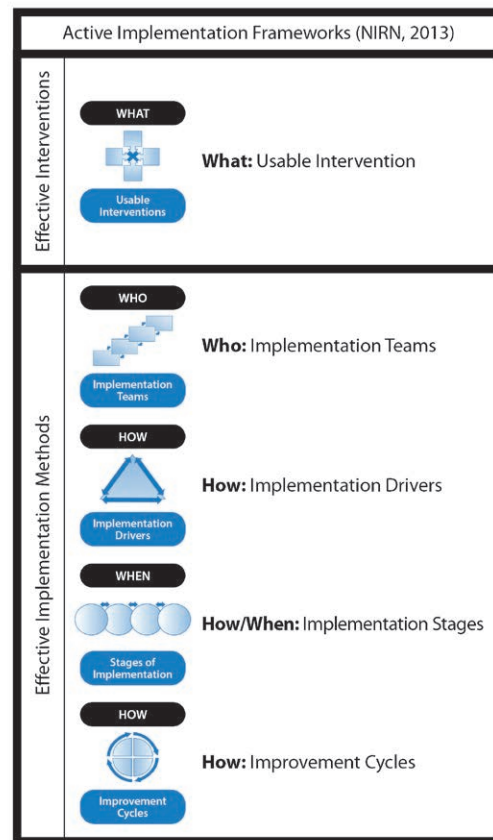 Active Implementation Frameworks (NIRN, 2013)
Effective Interventions
WHAT
Usable
Interventions
What: Usable Intervention
Effective Implementation Methods
WHO
Implementation
Teams
Who: Implementation Teams
HOW
Implementation
Drivers
How: Implementation Drivers
WHEN
Stages of
Implementation
How/When: Implementation Stages
HOW
Improvement
Cycles
How: Improvement Cycles